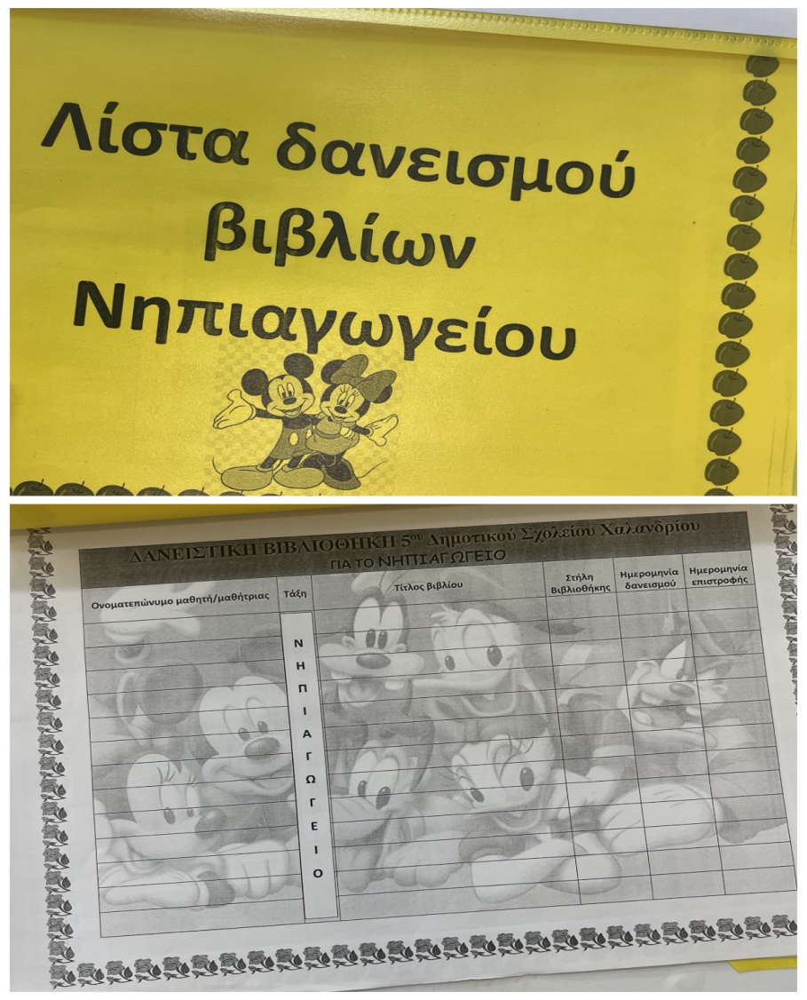 Λίστα δανεισμού
βιβλίων
Νηπιαγωγείου
ΔΑΝΕΙΣΤΙΚΗ ΒΙΒΛΙΟΘΗΚΗ 5ου Δημοτικού Σχολείου Χαλανδρίου
ΓΙΑ ΤΟ ΝΗΠΙΑΓΩΓΕΙΟ
Ονοματεπώνυμο μαθητή/μαθήτριας
Τάξη
Τίτλος βιβλίου
Στήλη
Βιβλιοθήκης
Ημερομηνία
δανεισμού
Ημερομηνία
επιστροφής
Ν
Η
Π
Ι
Α
Γ
Ω
Γ
Ε
Ι
Ο